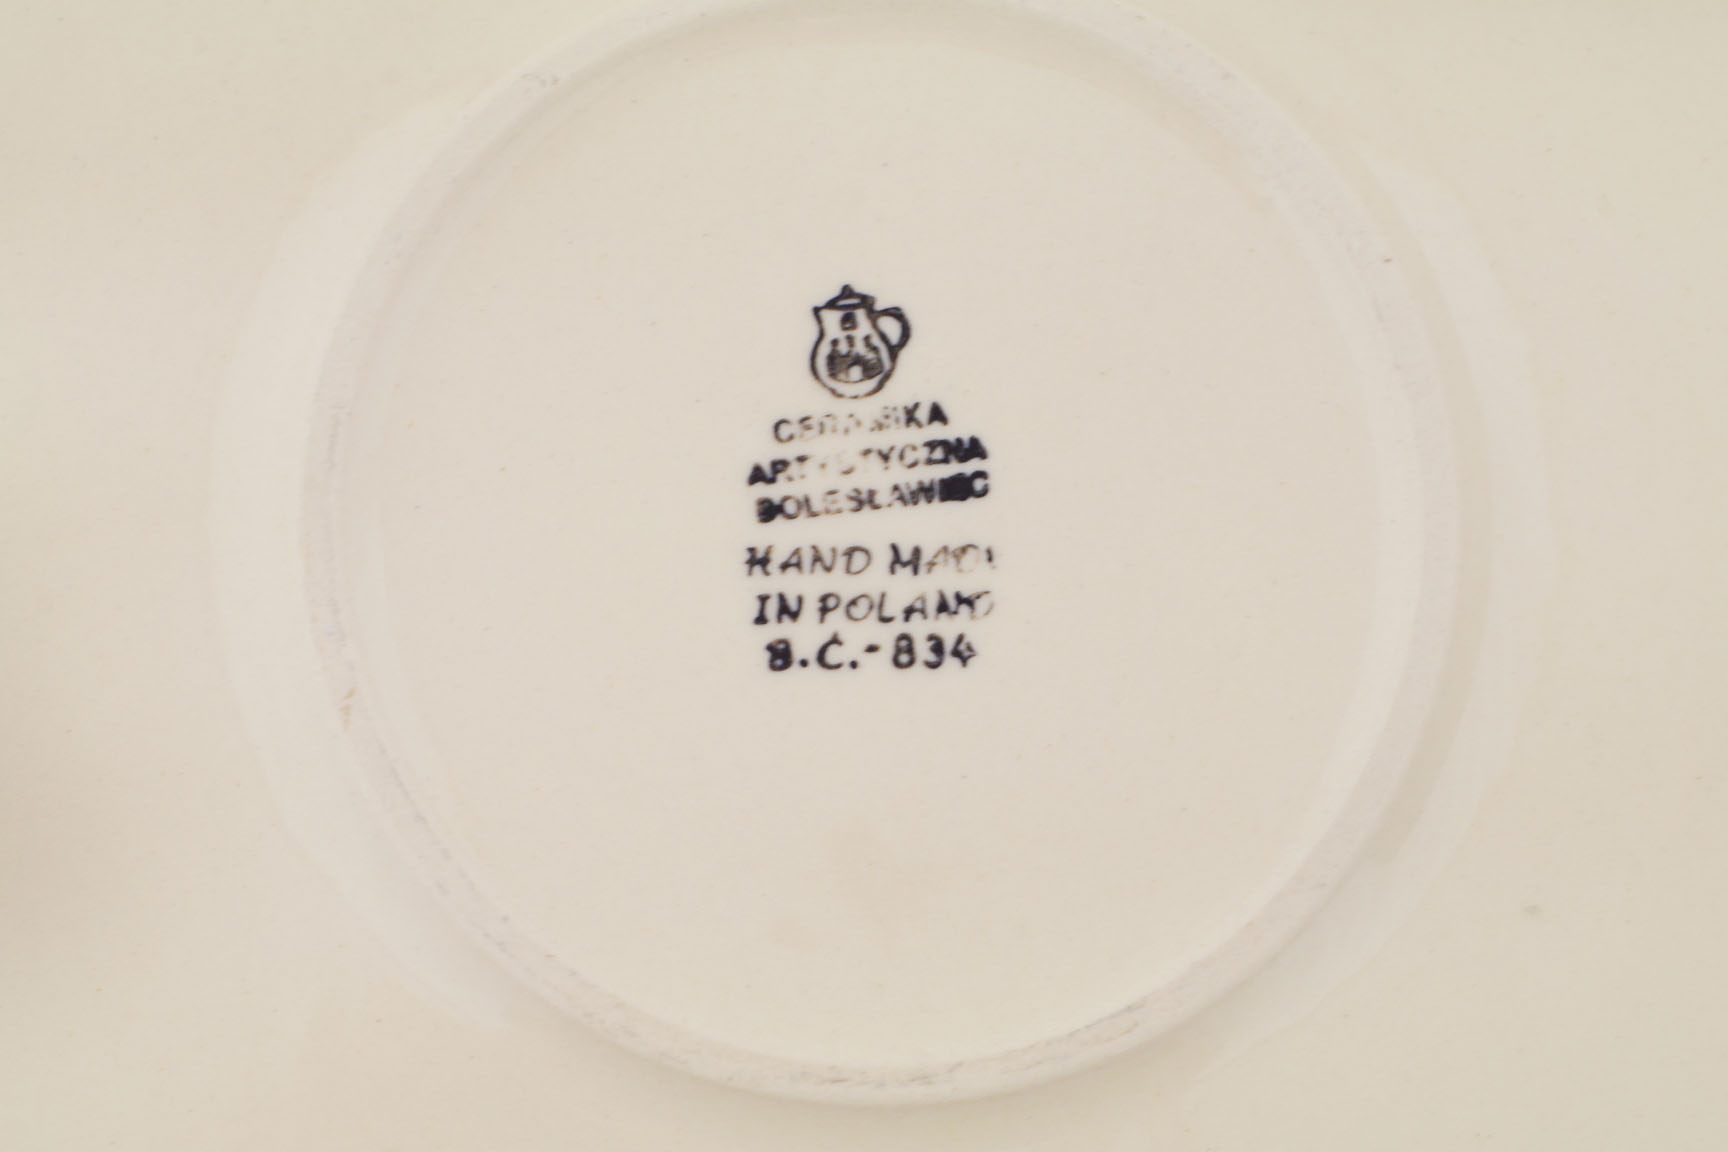 CERAMIKA
ARTYSTYCZNA
BOLESŁAWIEC
HAND MADE
IN POLAND
B.C.-834